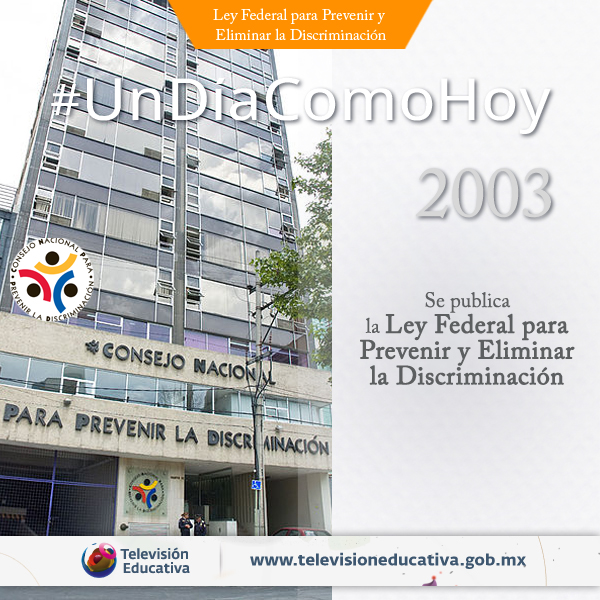 Ley Federal para Prevenir y
Eliminar la Discriminación
#UnDíaComoHoy
2003
CONSEJO NACIONAL PARA
PREVENIR LA DISCRIMINACIÓN
Se publica
la Ley Federal para
Prevenir y Eliminar
la Discriminación
CONSEJO NACIONAL
PARA PREVENIR LA DISCRIMINACIÓN
Televisión
Educativa
www.televisioneducativa.gob.mx